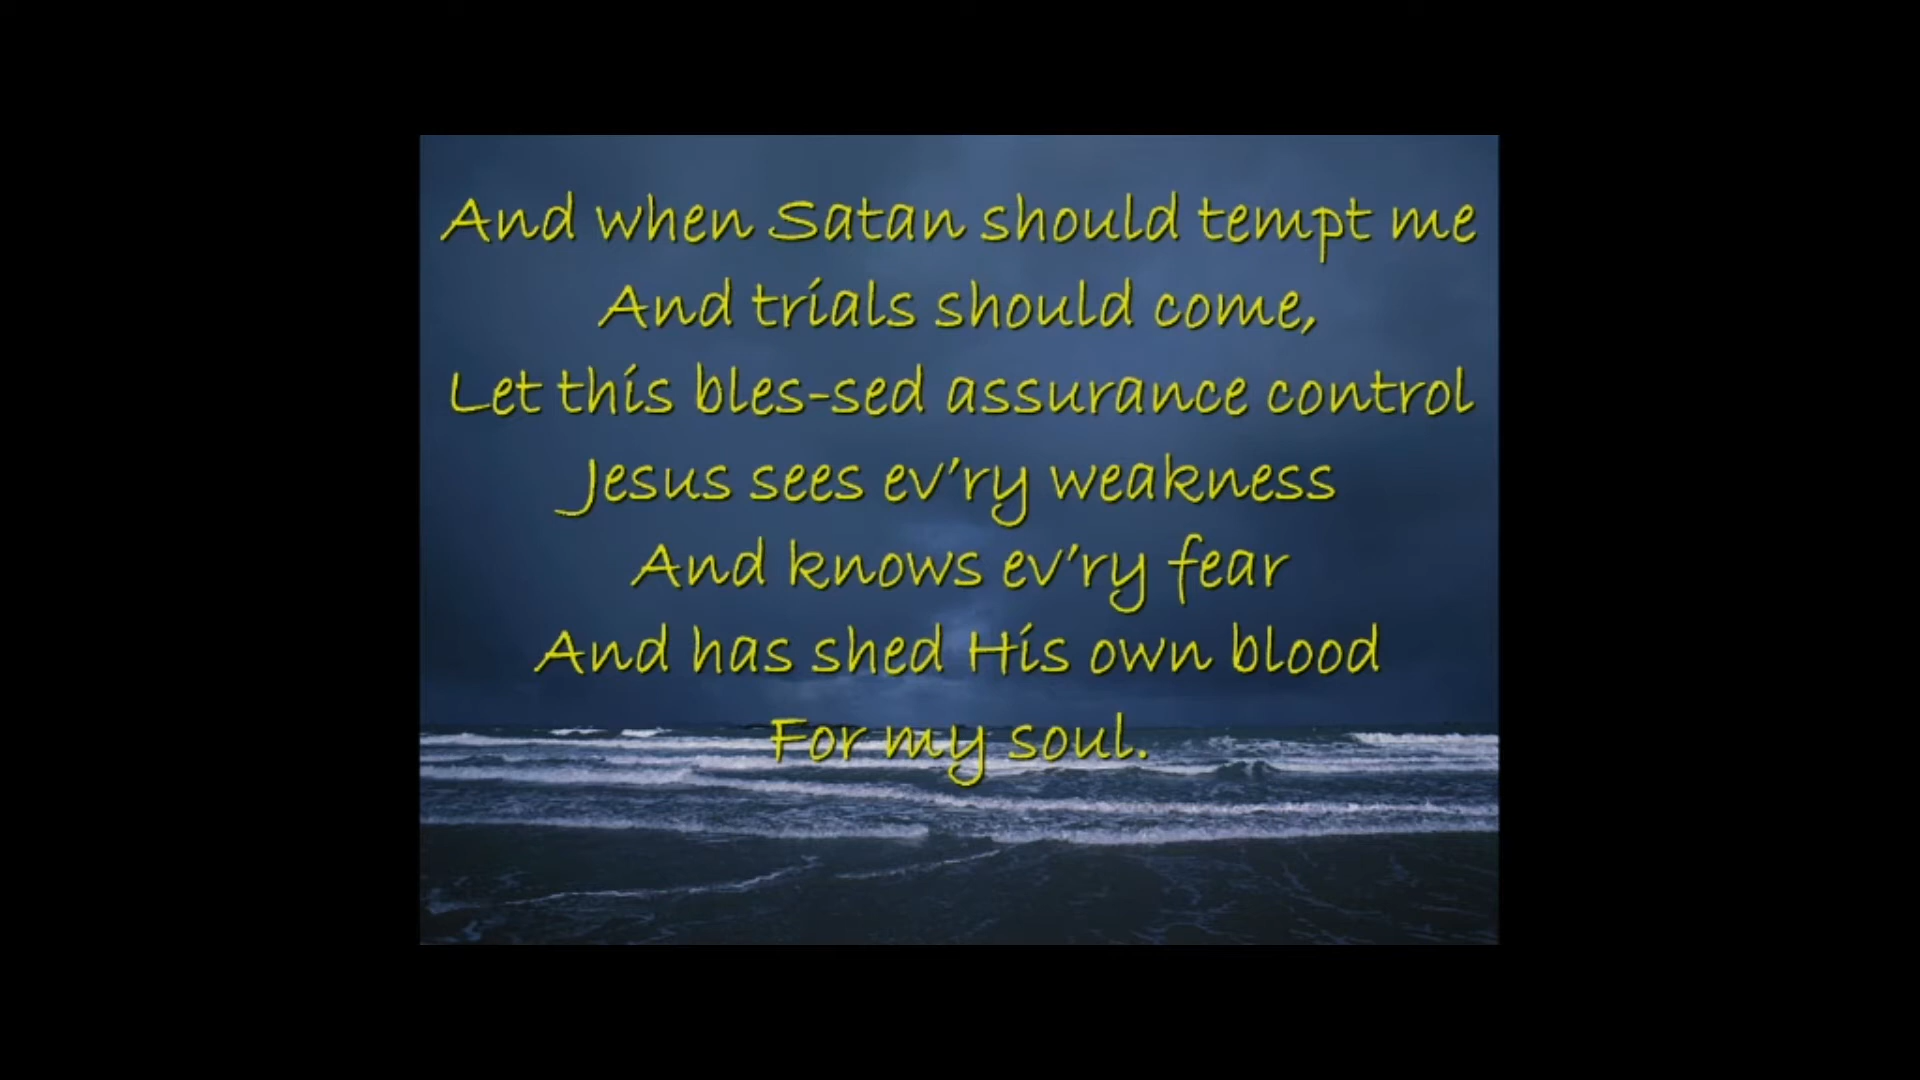 And when Satan should tempt me
And trials should come,
Let this bles-sed assurance control
Jesus sees ev’ry weakness
And knows ev’ry fear
And has shed His own blood
For my soul.